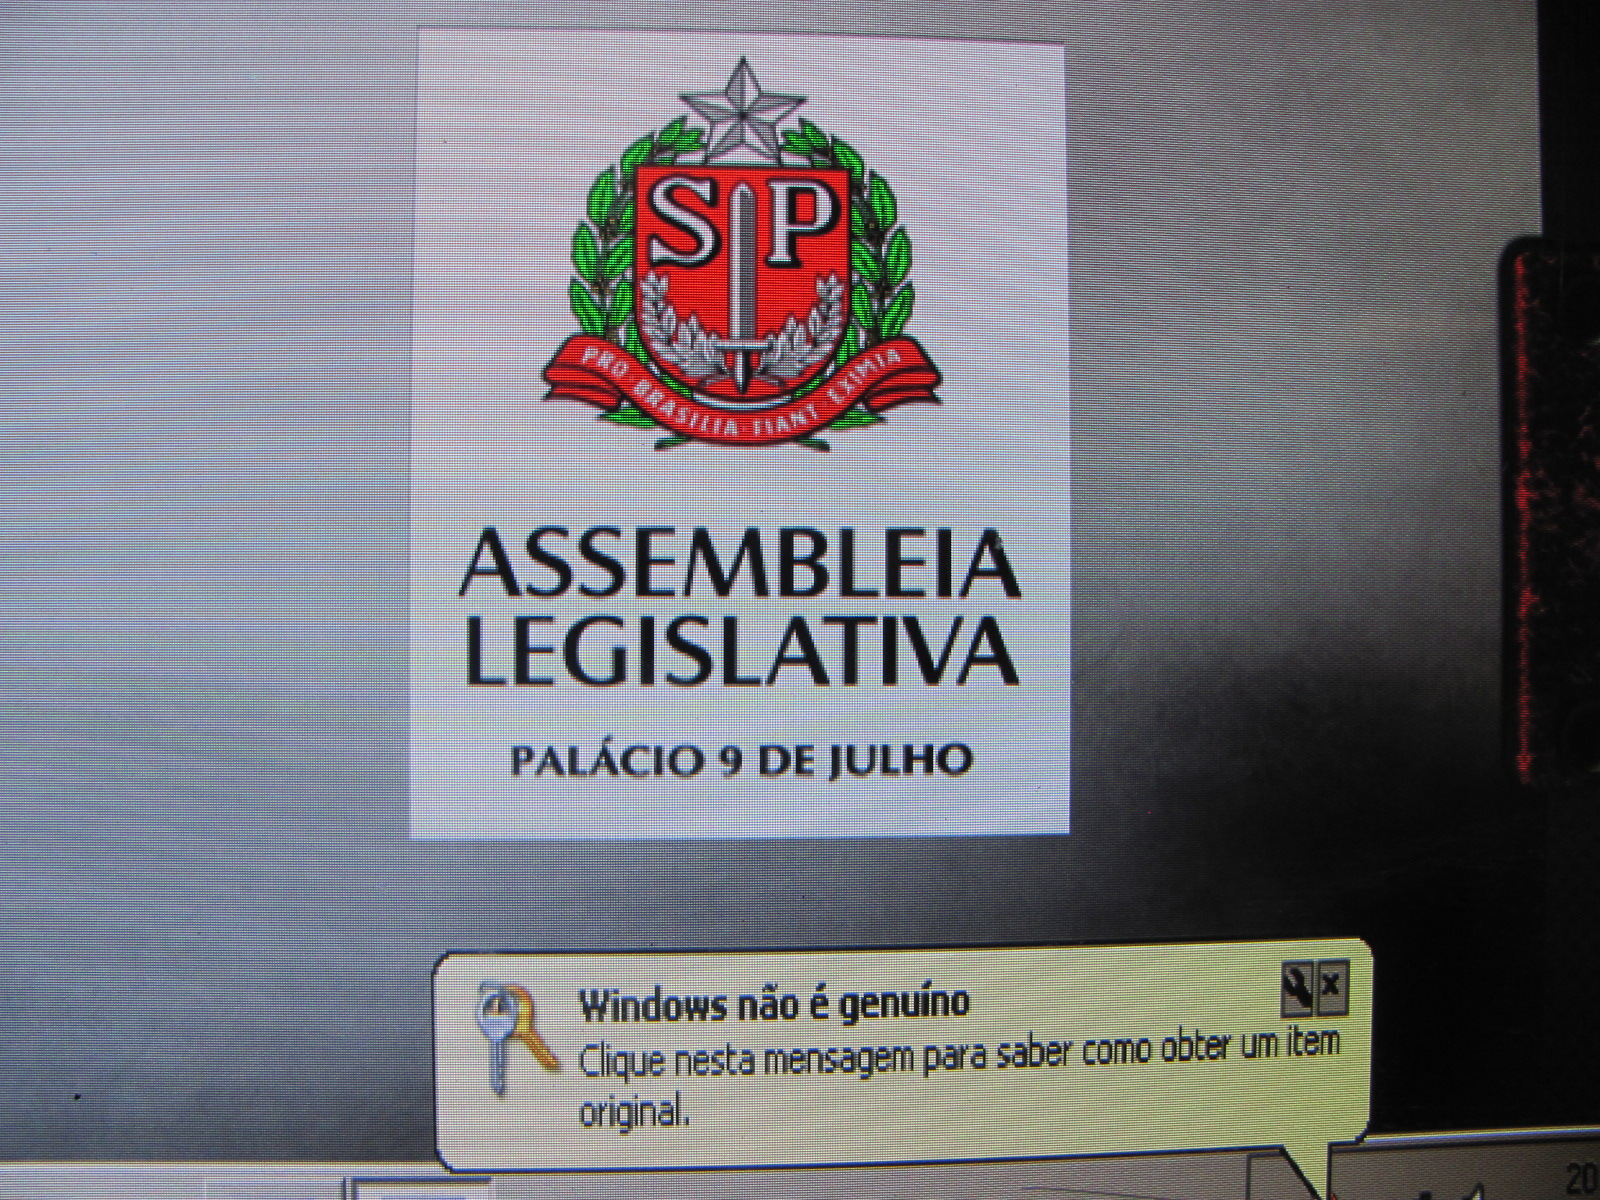 SP
PRO BRASILIA FIANT EXIMIA
ASSEMBLEIA
LEGISLATIVA
PALÁCIO 9 DE JULHO
Windows não é genuíno
Clique nesta mensagem para saber como obter um item
original.
20